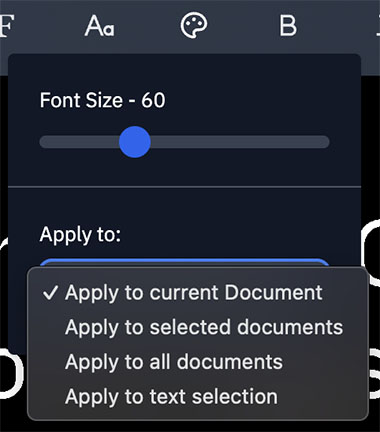 F Aa B
Font Size - 60
Apply to:
✓ Apply to current Document
Apply to selected documents
Apply to all documents
Apply to text selection